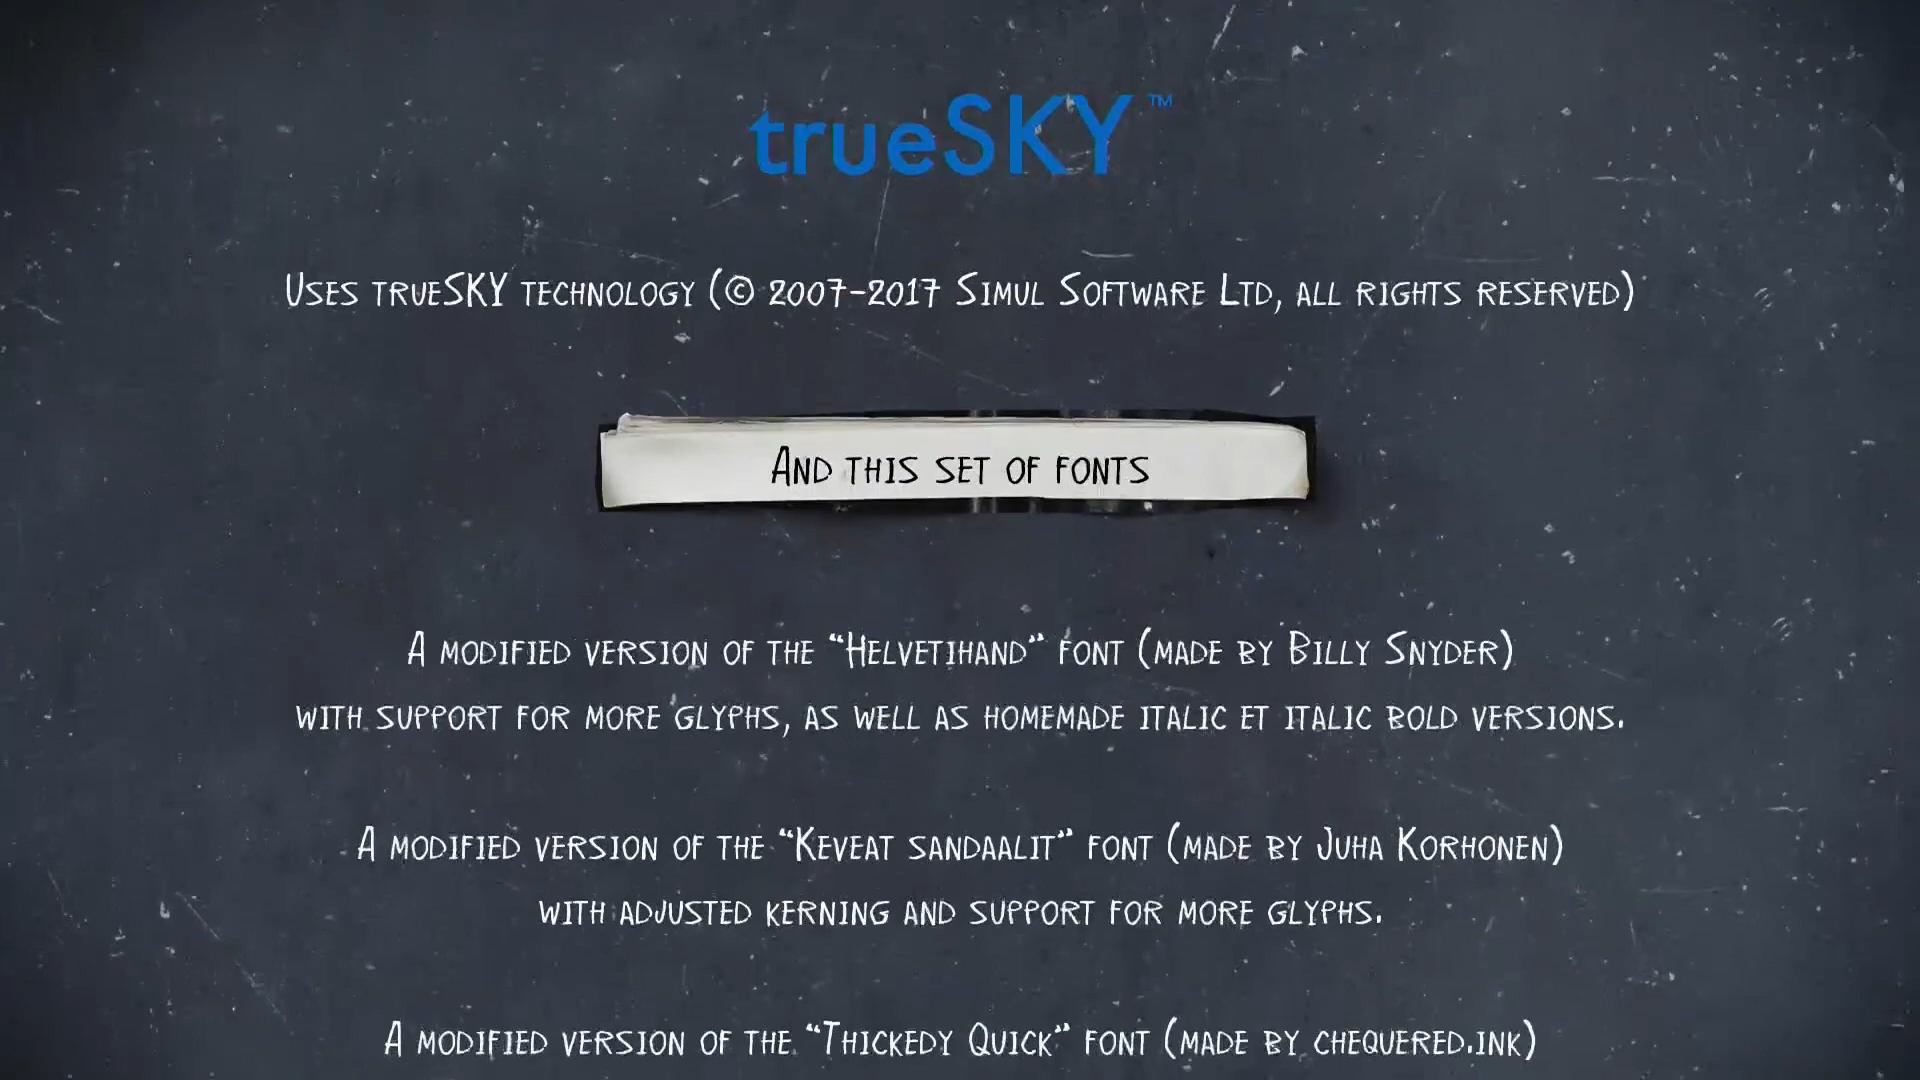 trueSKY™
Uses trueSKY technology (© 2007-2017 Simul Software Ltd, all rights reserved)
And this set of fonts
A modified version of the “Helvetihand” font (made by Billy Snyder)
with support for more glyphs, as well as homemade italic et italic bold versions.
A modified version of the “Keveat sandaalit” font (made by Juha Korhonen)
with adjusted kerning and support for more glyphs.
A modified version of the “Thickedy Quick” font (made by chequered.ink)